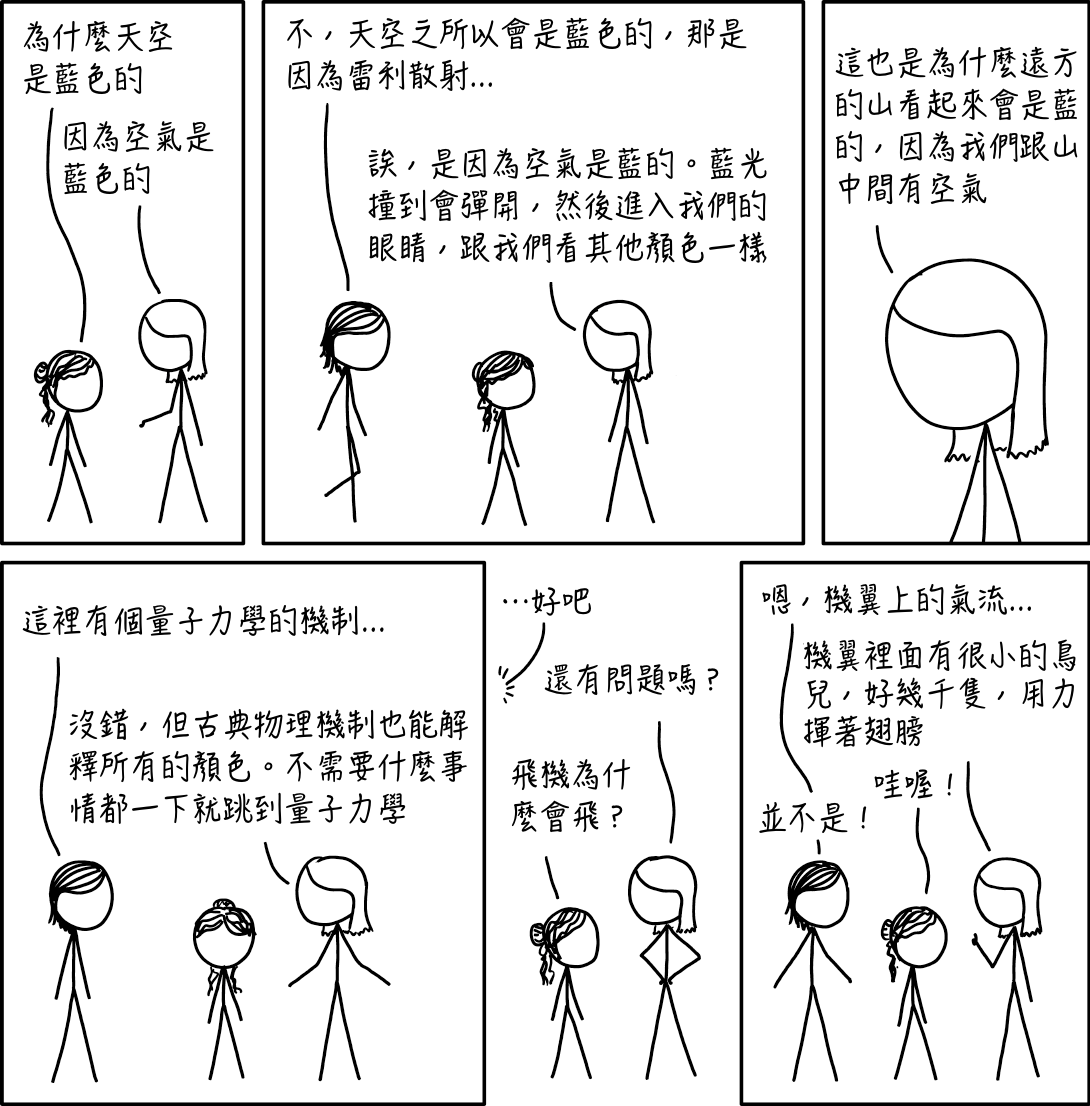 為什麼天空
是藍色的
因為空氣是
藍色的
不，天空之所以會是藍色的，那是
因為雷利散射...
誒，是因為空氣是藍的。藍光
撞到會彈開，然後進入我們的
眼睛，跟我們看其他顏色一樣
這也是為什麼遠方
的山看起來會是藍
的，因為我們跟山
中間有空氣
這裡有個量子力學的機制...
沒錯，但古典物理機制也能解
釋所有的顏色。不需要什麼事
情都一下就跳到量子力學
…好吧
還有問題嗎？
飛機為什
麼會飛？
嗯，機翼上的氣流...
機翼裡面有很小的鳥
兒，好幾千隻，用力
揮著翅膀
哇喔！
並不是！